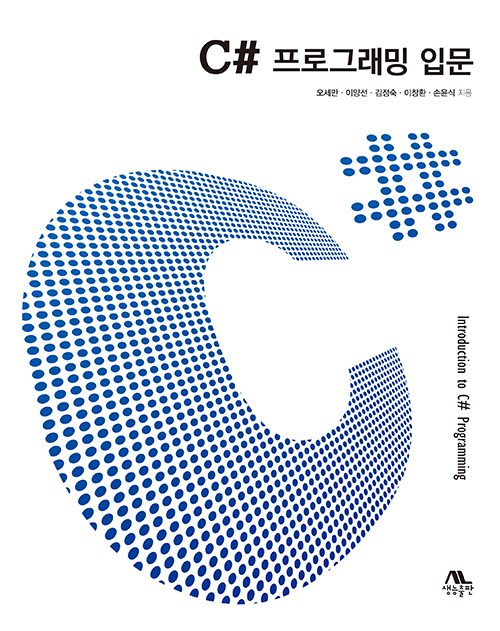 C# 프로그래밍 입문
오세만 · 이양선 · 김정숙 · 이창환 · 손윤식 지음
Introduction to C# Programming
생능출판